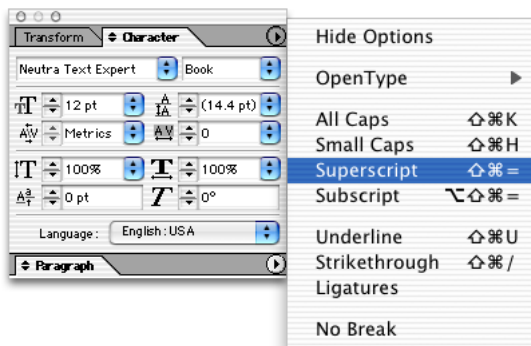 Transform Character
Neutra Text Expert Book
12 pt (14.4 pt)
Metrics 0
100% 100%
0 pt 0°
Language: English: USA
Paragraph
Hide Options
OpenType
All Caps ⇧⌘K
Small Caps ⇧⌘H
Superscript ⇧⌘=
Subscript ⌥⇧⌘=
Underline ⇧⌘U
Strikethrough ⇧⌘/
Ligatures
No Break